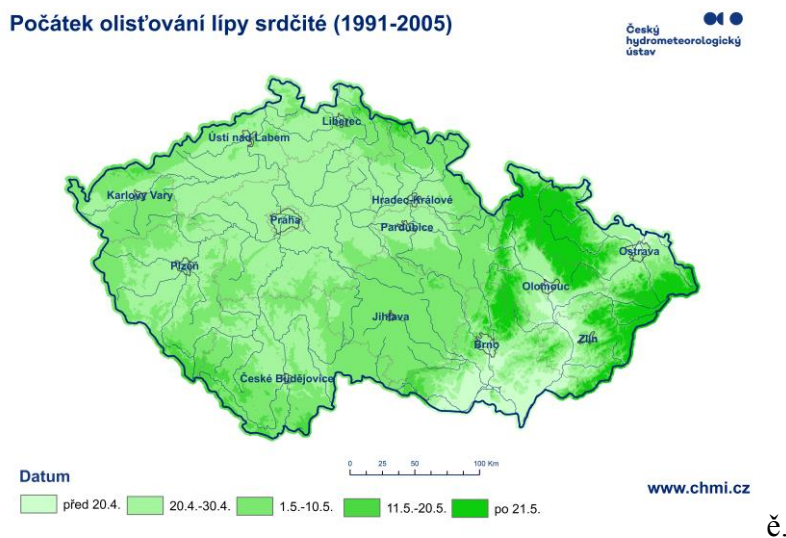 Počátek olisťování lípy srdčité (1991-2005)
Český
hydrometeorologický
ústav
Liberec
Ústí nad Labem
Karlovy Vary
Hradec Králové
Praha
Pardubice
Ostrava
Plzeň
Olomouc
Jihlava
Zlín
Brno
České Budějovice
Datum
0 25 50 100 Km
www.chmi.cz
před 20.4. 20.4.-30.4. 1.5.-10.5. 11.5.-20.5. po 21.5.
ě.